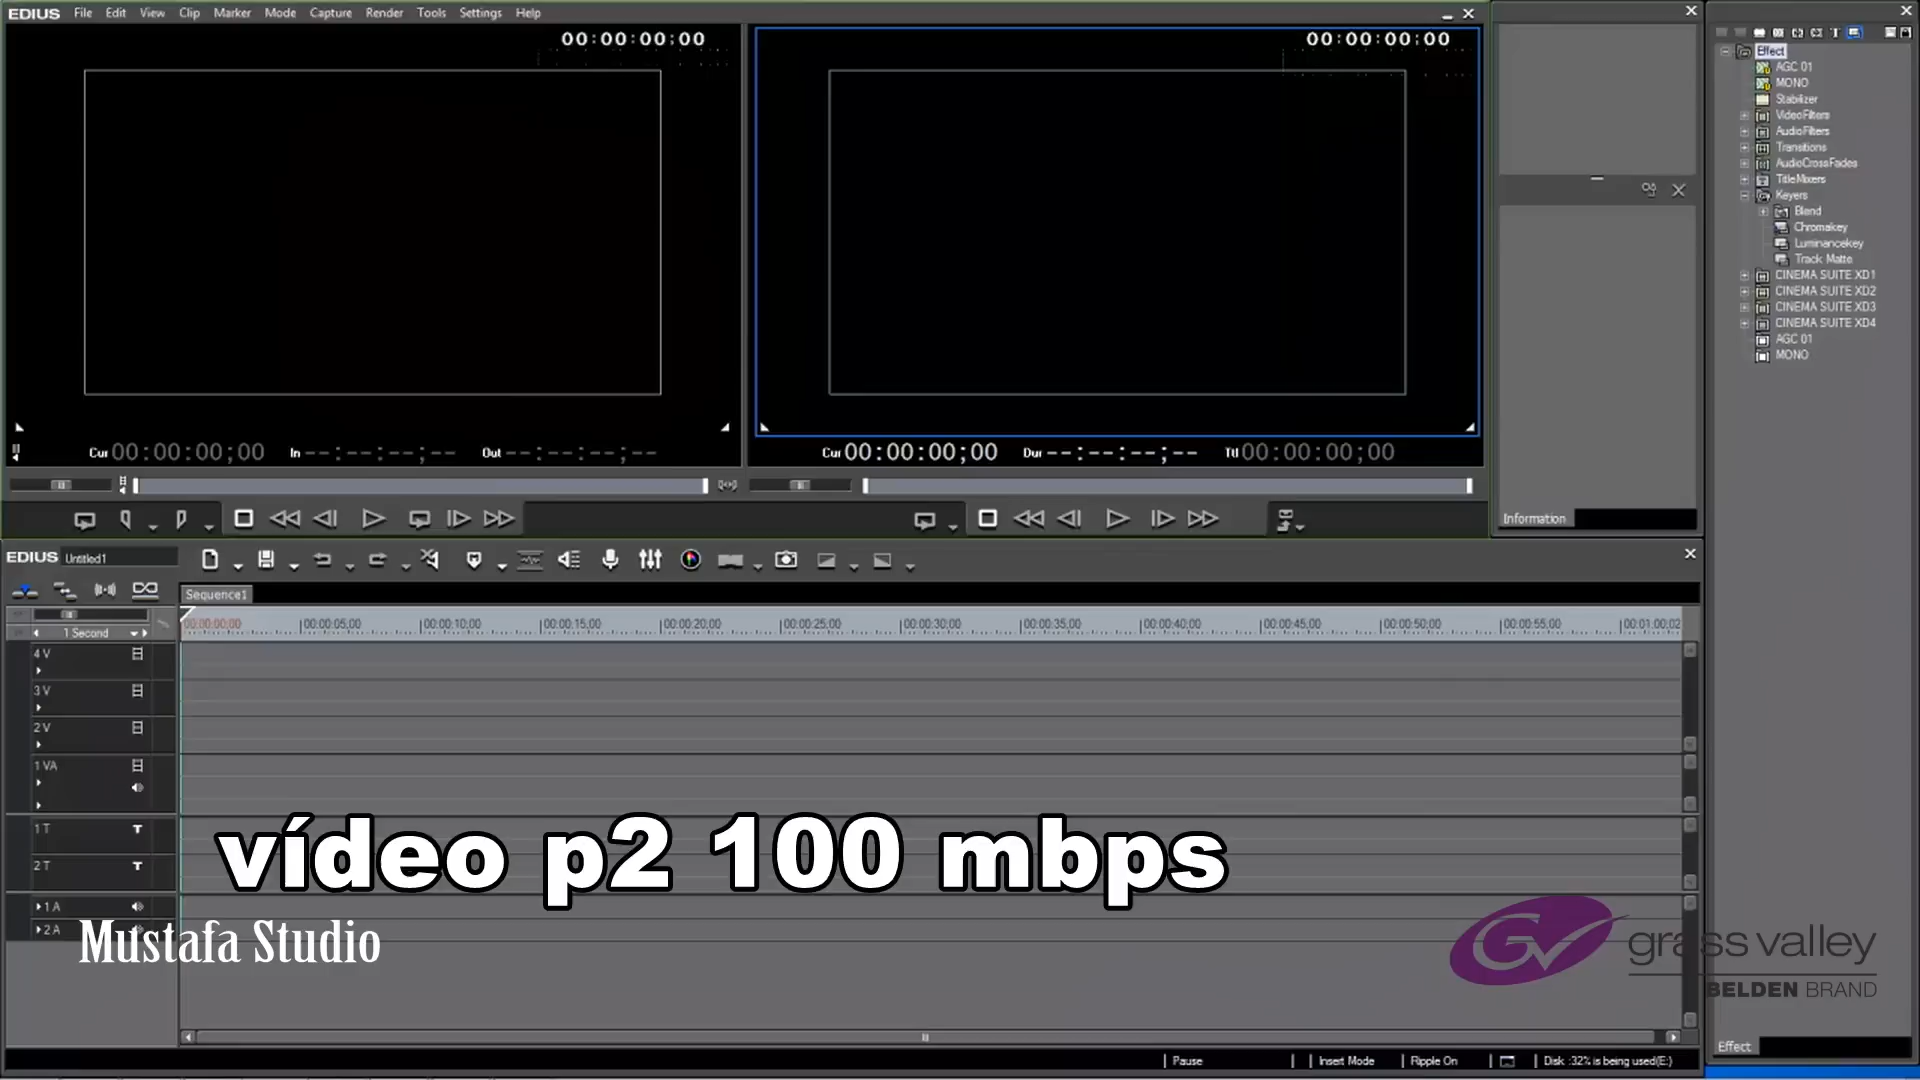 EDIUS File Edit View Clip Marker Mode Capture Render Tools Settings Help
00:00:00;00
00:00:00;00
Cur 00:00:00;00 In --:--:--;-- Out --:--:--;--
Cur 00:00:00;00 Dur --:--:--;-- Ttl 00:00:00;00
Information
Effect
AGC 01
MONO
Stabilizer
VideoFilters
AudioFilters
Transitions
AudioCrossFades
TitleMixers
Keyers
Blend
Chromakey
Luminancekey
Track Matte
CINEMA SUITE XD1
CINEMA SUITE XD2
CINEMA SUITE XD3
CINEMA SUITE XD4
AGC 01
MONO
EDIUS Untitled1
Sequence1
1 Second
00:00:00;00 00:00:05;00 00:00:10;00 00:00:15;00 00:00:20;00 00:00:25;00 00:00:30;00 00:00:35;00 00:00:40;00 00:00:45;00 00:00:50;00 00:00:55;00 00:01:00;02
4 V
3 V
2 V
1 VA
1 T
2 T
1 A
2 A
vídeo p2 100 mbps
Mustafa Studio
GV grass valley
BELDEN BRAND
Effect
Pause Insert Mode Ripple On Disk :32% is being used(E:)